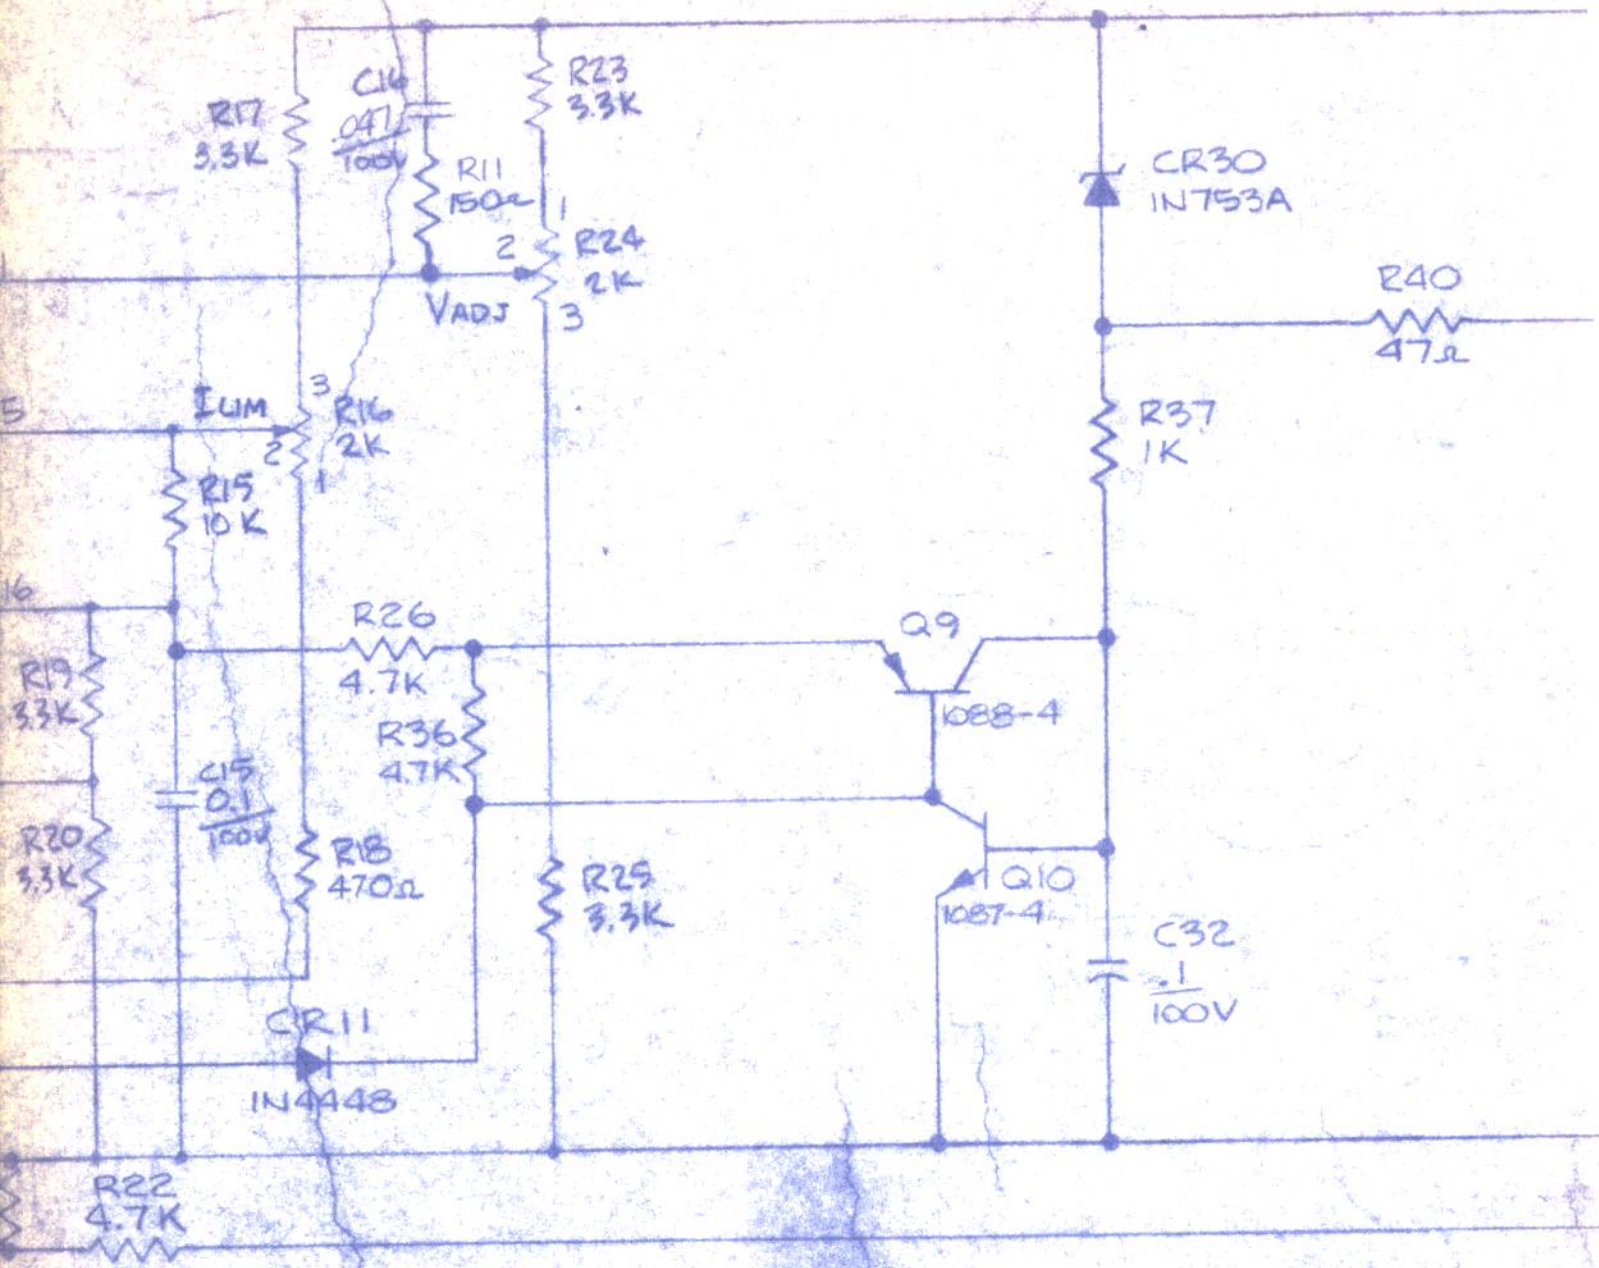 R17
3.3K
C16
.047
100V
R11
150Ω
R23
3.3K
1
2
R24
2K
3
VADJ
CR30
1N753A
R40
47Ω
5
ILIM
3
R16
2K
2
1
R15
10K
R37
1K
16
R26
4.7K
Q9
1088-4
R19
3.3K
R36
4.7K
C15
0.1
100V
R20
3.3K
R18
470Ω
R25
3.3K
Q10
1087-4
C32
.1
100V
CR11
1N4448
R22
4.7K